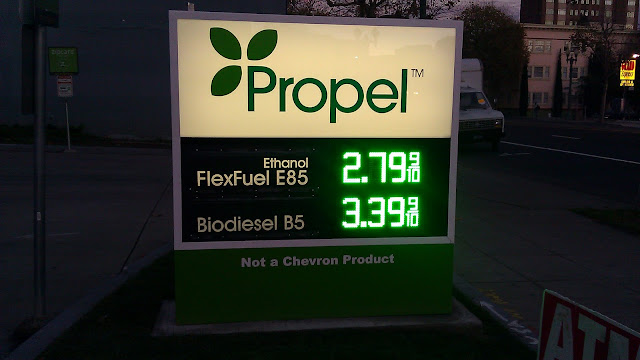 Propel™
Ethanol
FlexFuel E85 2.79 9/10
Biodiesel B5 3.39 9/10
Not a Chevron Product